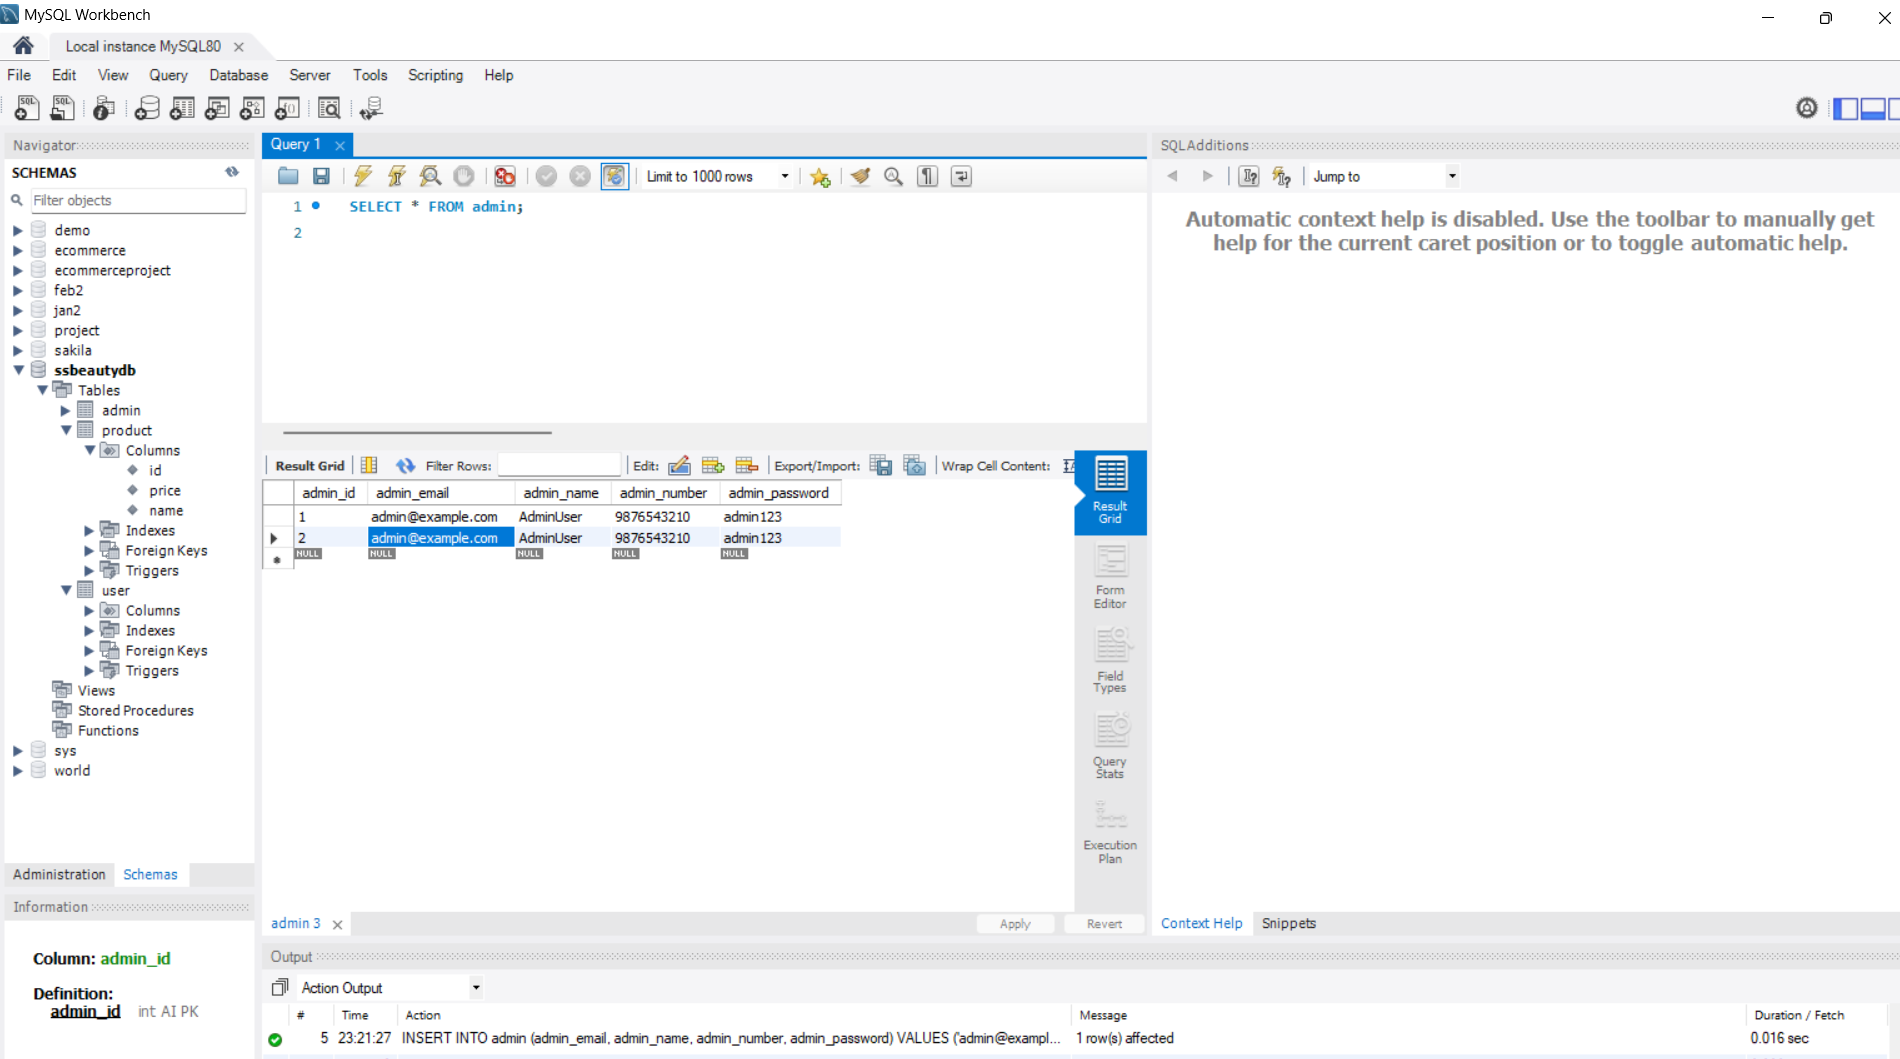 MySQL Workbench
Local instance MySQL80
File Edit View Query Database Server Tools Scripting Help
Navigator
SCHEMAS
Filter objects
demo
ecommerce
ecommerceproject
feb2
jan2
project
sakila
ssbeautydb
Tables
admin
product
Columns
id
price
name
Indexes
Foreign Keys
Triggers
user
Columns
Indexes
Foreign Keys
Triggers
Views
Stored Procedures
Functions
sys
world
Administration Schemas
Information
Column: admin_id
Definition:
admin_id int AI PK
Query 1
Limit to 1000 rows
1 SELECT * FROM admin;
2
Result Grid Filter Rows: Edit: Export/Import: Wrap Cell Content:
admin_id admin_email admin_name admin_number admin_password
1 admin@example.com AdminUser 9876543210 admin123
2 admin@example.com AdminUser 9876543210 admin123
NULL NULL NULL NULL NULL
Result
Grid
Form
Editor
Field
Types
Query
Stats
Execution
Plan
admin 3 Apply Revert
SQLAdditions
Jump to
Automatic context help is disabled. Use the toolbar to manually get
help for the current caret position or to toggle automatic help.
Context Help Snippets
Output
Action Output
# Time Action Message Duration / Fetch
5 23:21:27 INSERT INTO admin (admin_email, admin_name, admin_number, admin_password) VALUES ('admin@exampl... 1 row(s) affected 0.016 sec